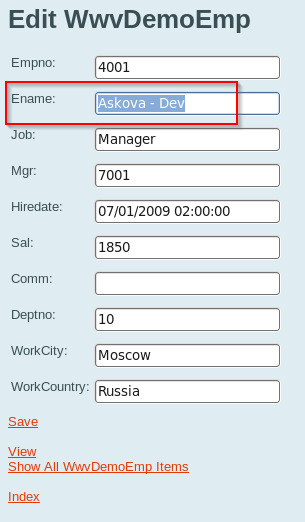 Edit WwvDemoEmp
Empno: 4001
Ename: Askova - Dev
Job: Manager
Mgr: 7001
Hiredate: 07/01/2009 02:00:00
Sal: 1850
Comm:
Deptno: 10
WorkCity: Moscow
WorkCountry: Russia
Save
View
Show All WwvDemoEmp Items
Index